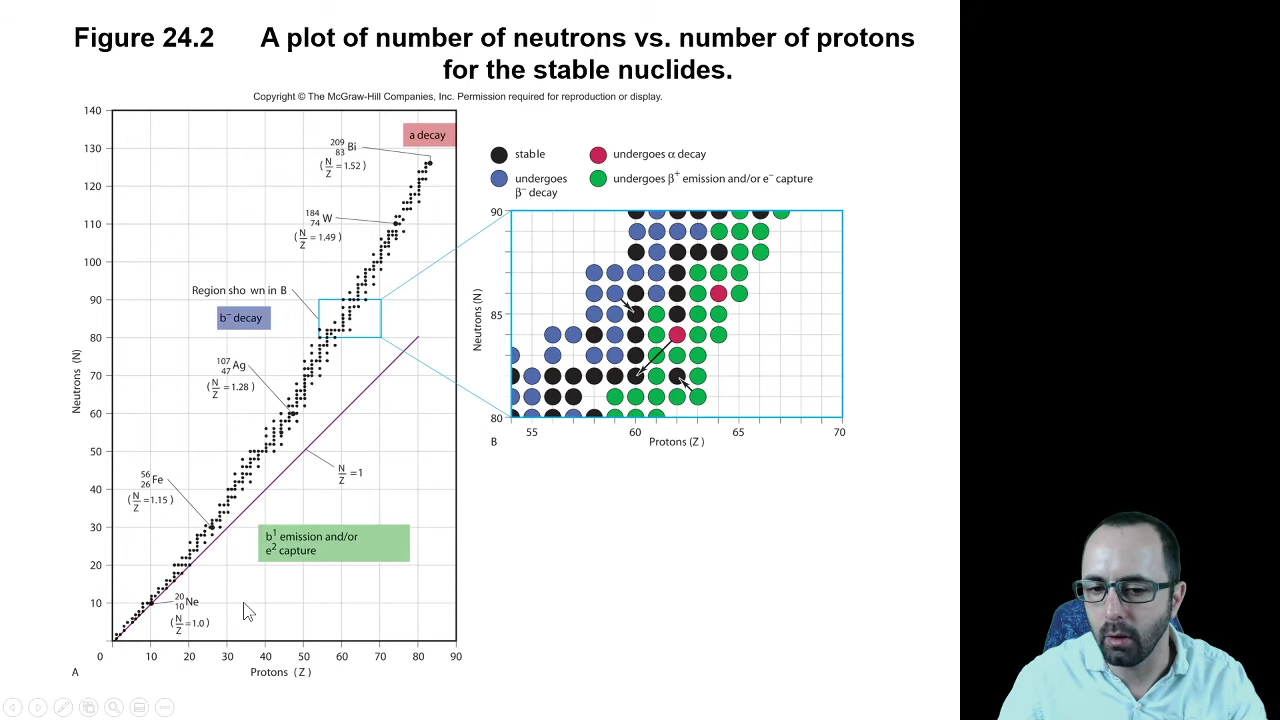 Figure 24.2 A plot of number of neutrons vs. number of protons
for the stable nuclides.
Copyright © The McGraw-Hill Companies, Inc. Permission required for reproduction or display.
140
130
120
110
100
90
80
70
60
50
40
30
20
10
Neutrons (N)
0 10 20 30 40 50 60 70 80 90
A Protons (Z)
a decay
209
83 Bi
(N/Z = 1.52)
184
74 W
(N/Z = 1.49)
Region sho wn in B
b⁻ decay
107
47 Ag
(N/Z = 1.28)
56
26 Fe
(N/Z = 1.15)
N/Z = 1
b¹ emission and/or
e² capture
20
10 Ne
(N/Z = 1.0)
stable
undergoes α decay
undergoes
β⁻ decay
undergoes β⁺ emission and/or e⁻ capture
90
85
80
Neutrons (N)
55 60 65 70
B Protons (Z)